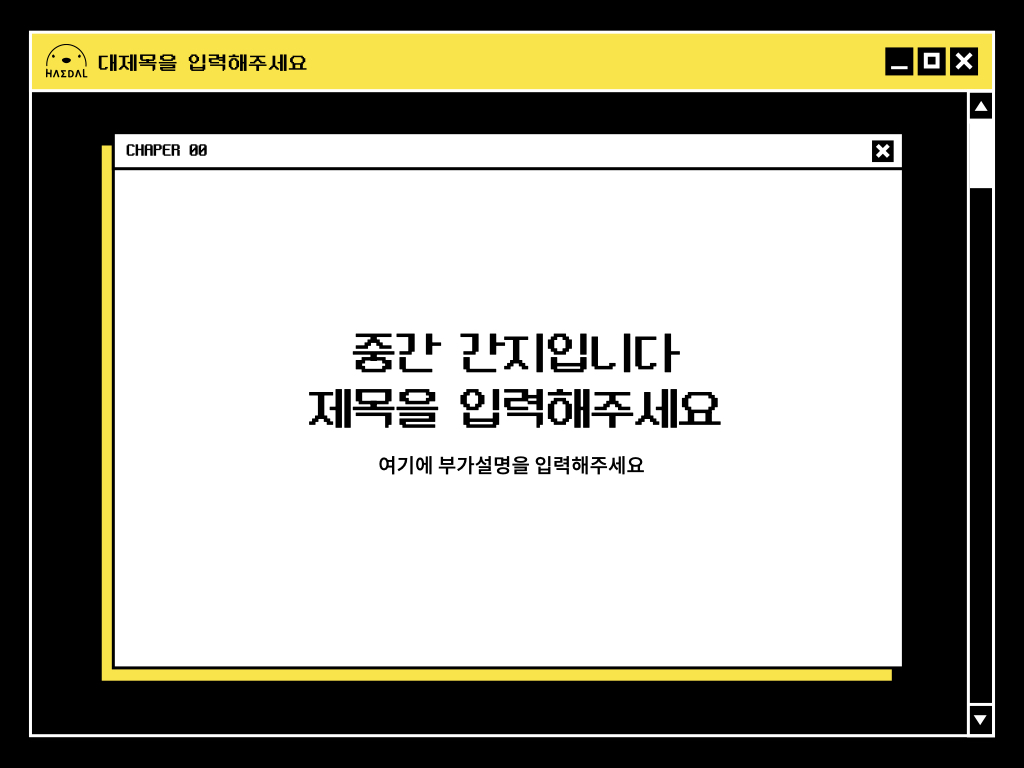 HAΣDAL
대제목을 입력해주세요
CHAPER 00
중간 간지입니다
제목을 입력해주세요
여기에 부가설명을 입력해주세요